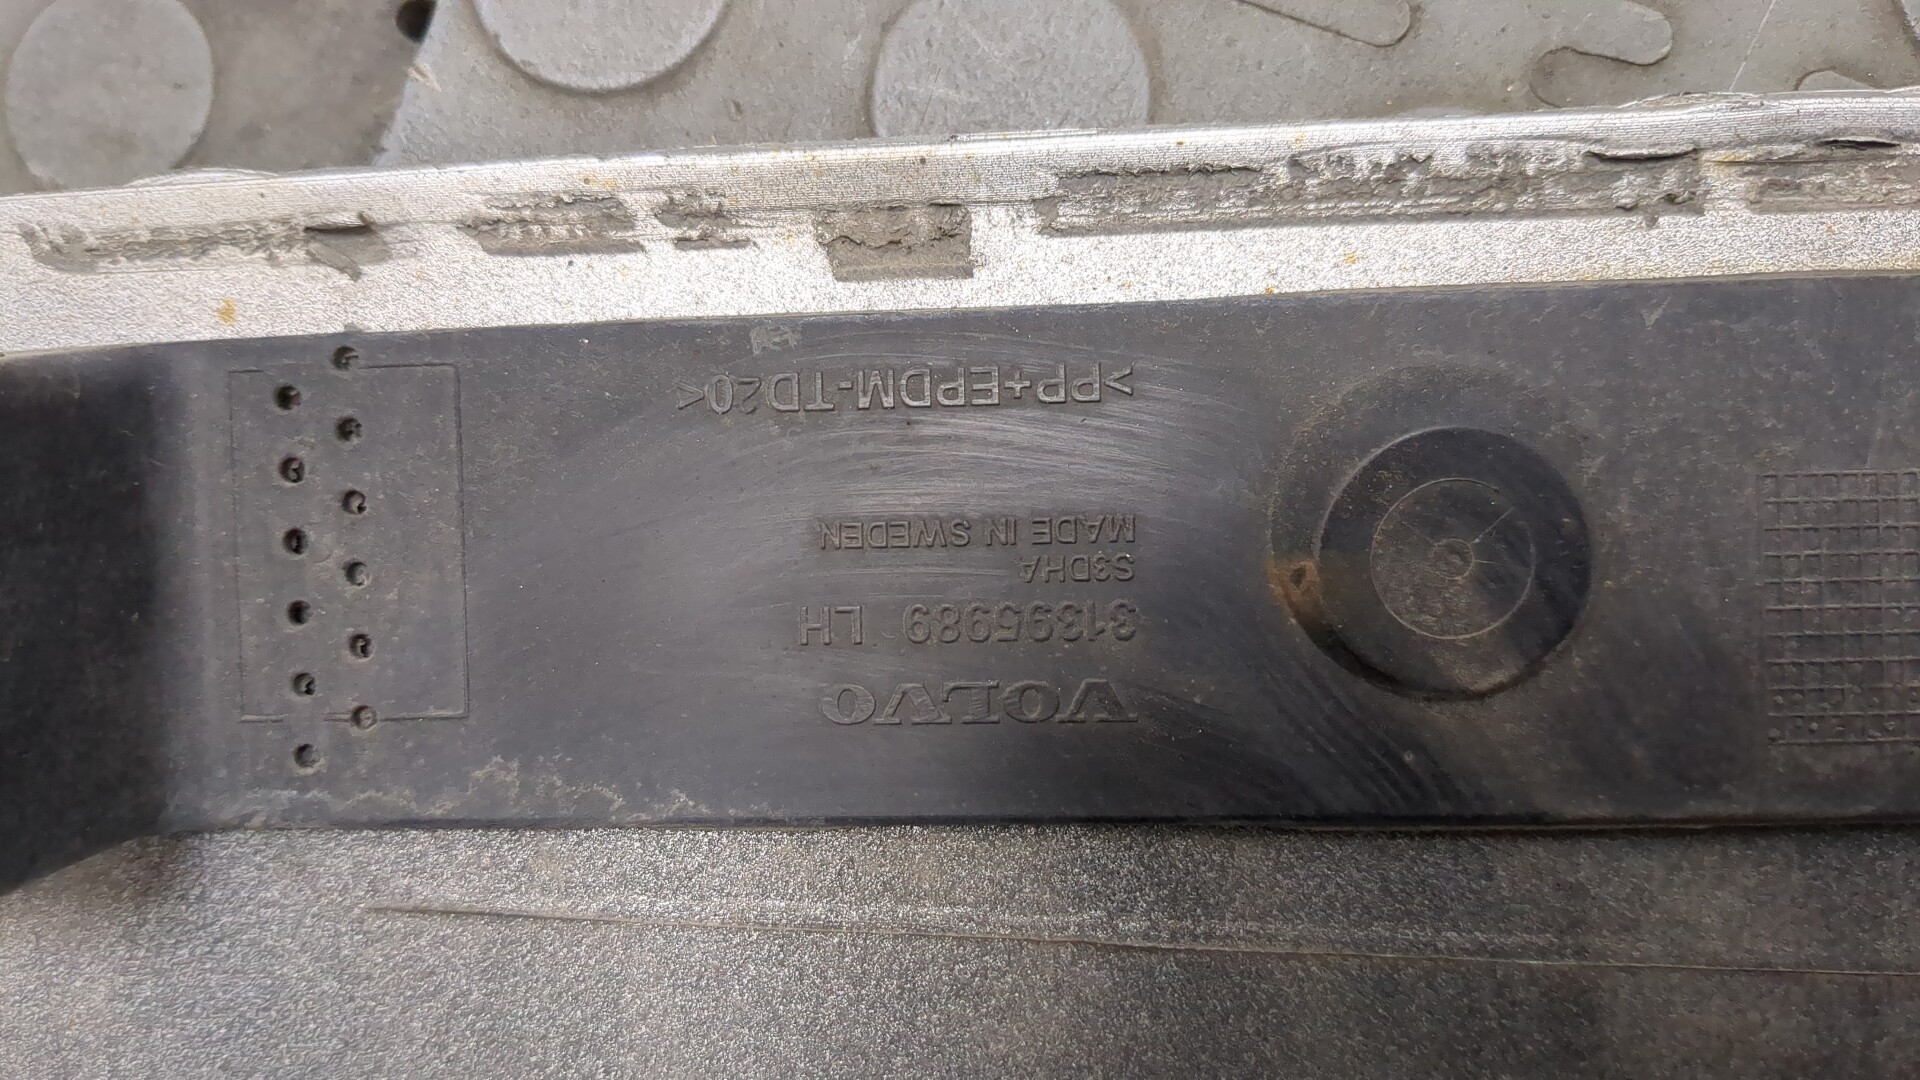 VOLVO
31395989 LH
S3DHA
MADE IN SWEDEN
>PP+EPDM-TD20<